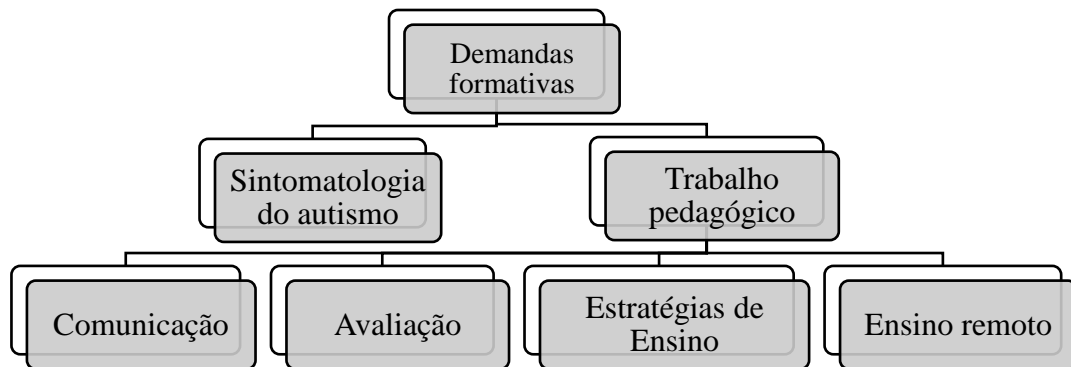 Demandas
formativas
Sintomatologia
do autismo
Trabalho
pedagógico
Comunicação
Avaliação
Estratégias de
Ensino
Ensino remoto